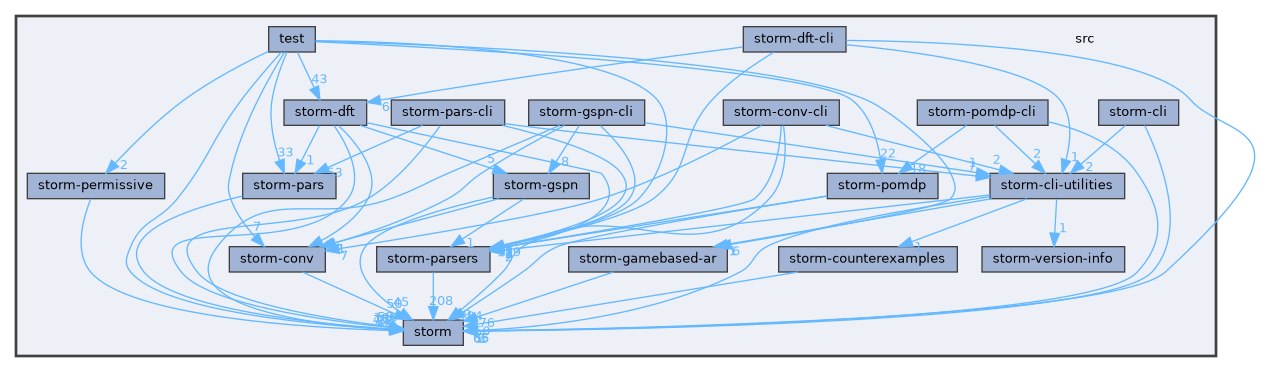 test
storm-dft-cli
src
43
6
storm-dft
storm-pars-cli
storm-gspn-cli
storm-conv-cli
storm-pomdp-cli
storm-cli
2
33
1
5
8
22
2
2
1
2
storm-permissive
storm-pars
storm-gspn
storm-pomdp
storm-cli-utilities
7
1
1
1
storm-conv
storm-parsers
storm-gamebased-ar
storm-counterexamples
storm-version-info
208
storm